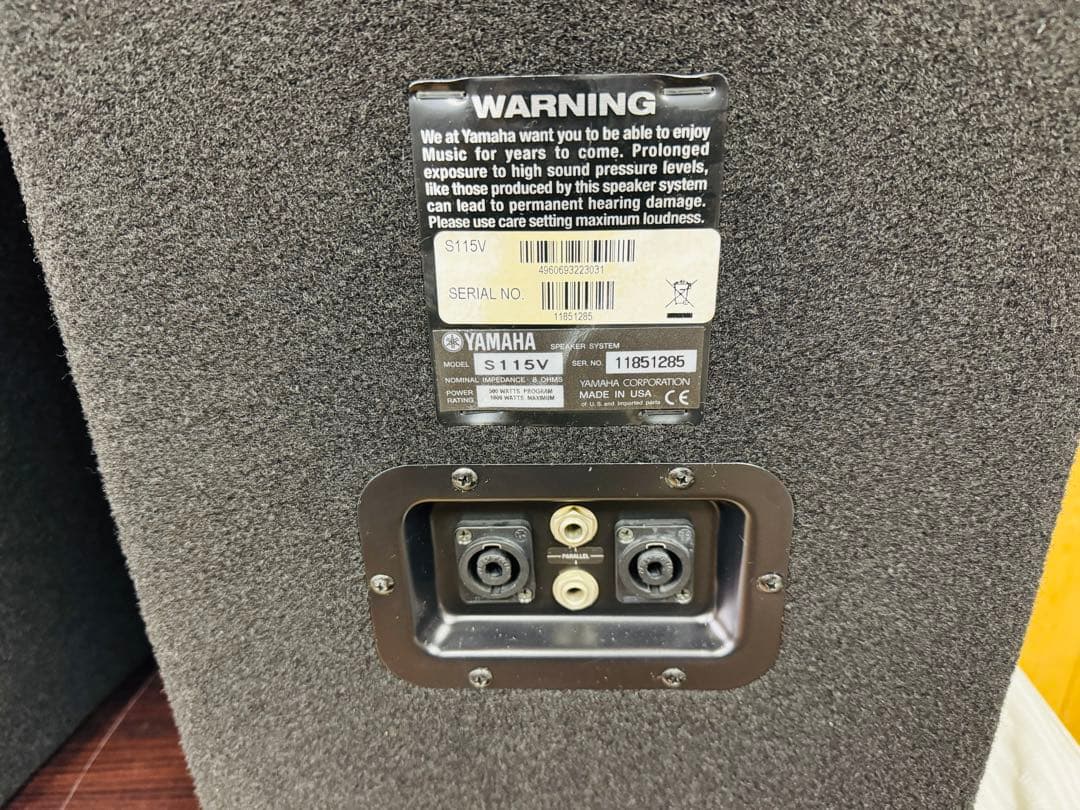 WARNING
We at Yamaha want you to be able to enjoy
Music for years to come. Prolonged
exposure to high sound pressure levels,
like those produced by this speaker system
can lead to permanent hearing damage.
Please use care setting maximum loudness.
S115V
4960693223031
SERIAL NO.
11851285
YAMAHA SPEAKER SYSTEM
MODEL S115V SER. NO. 11851285
NOMINAL IMPEDANCE 8 OHMS
POWER RATING 500 WATTS PROGRAM
1000 WATTS MAXIMUM
YAMAHA CORPORATION
MADE IN USA
of U.S. and imported parts CE
PARALLEL